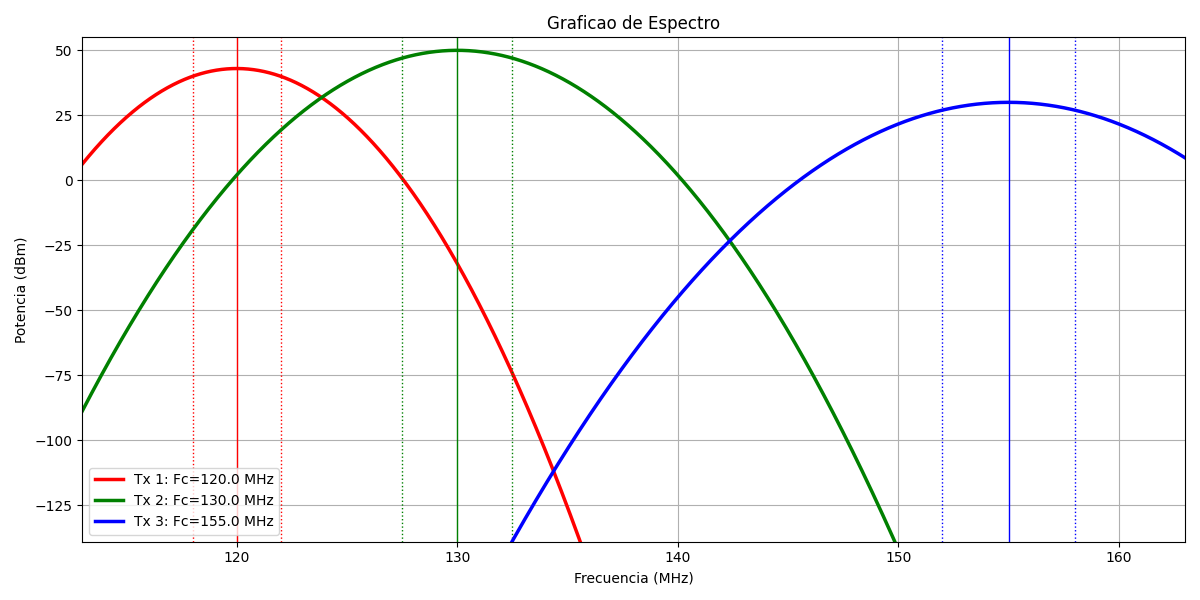 Graficao de Espectro
Potencia (dBm)
50
25
0
−25
−50
−75
−100
−125
Tx 1: Fc=120.0 MHz
Tx 2: Fc=130.0 MHz
Tx 3: Fc=155.0 MHz
120 130 140 150 160
Frecuencia (MHz)